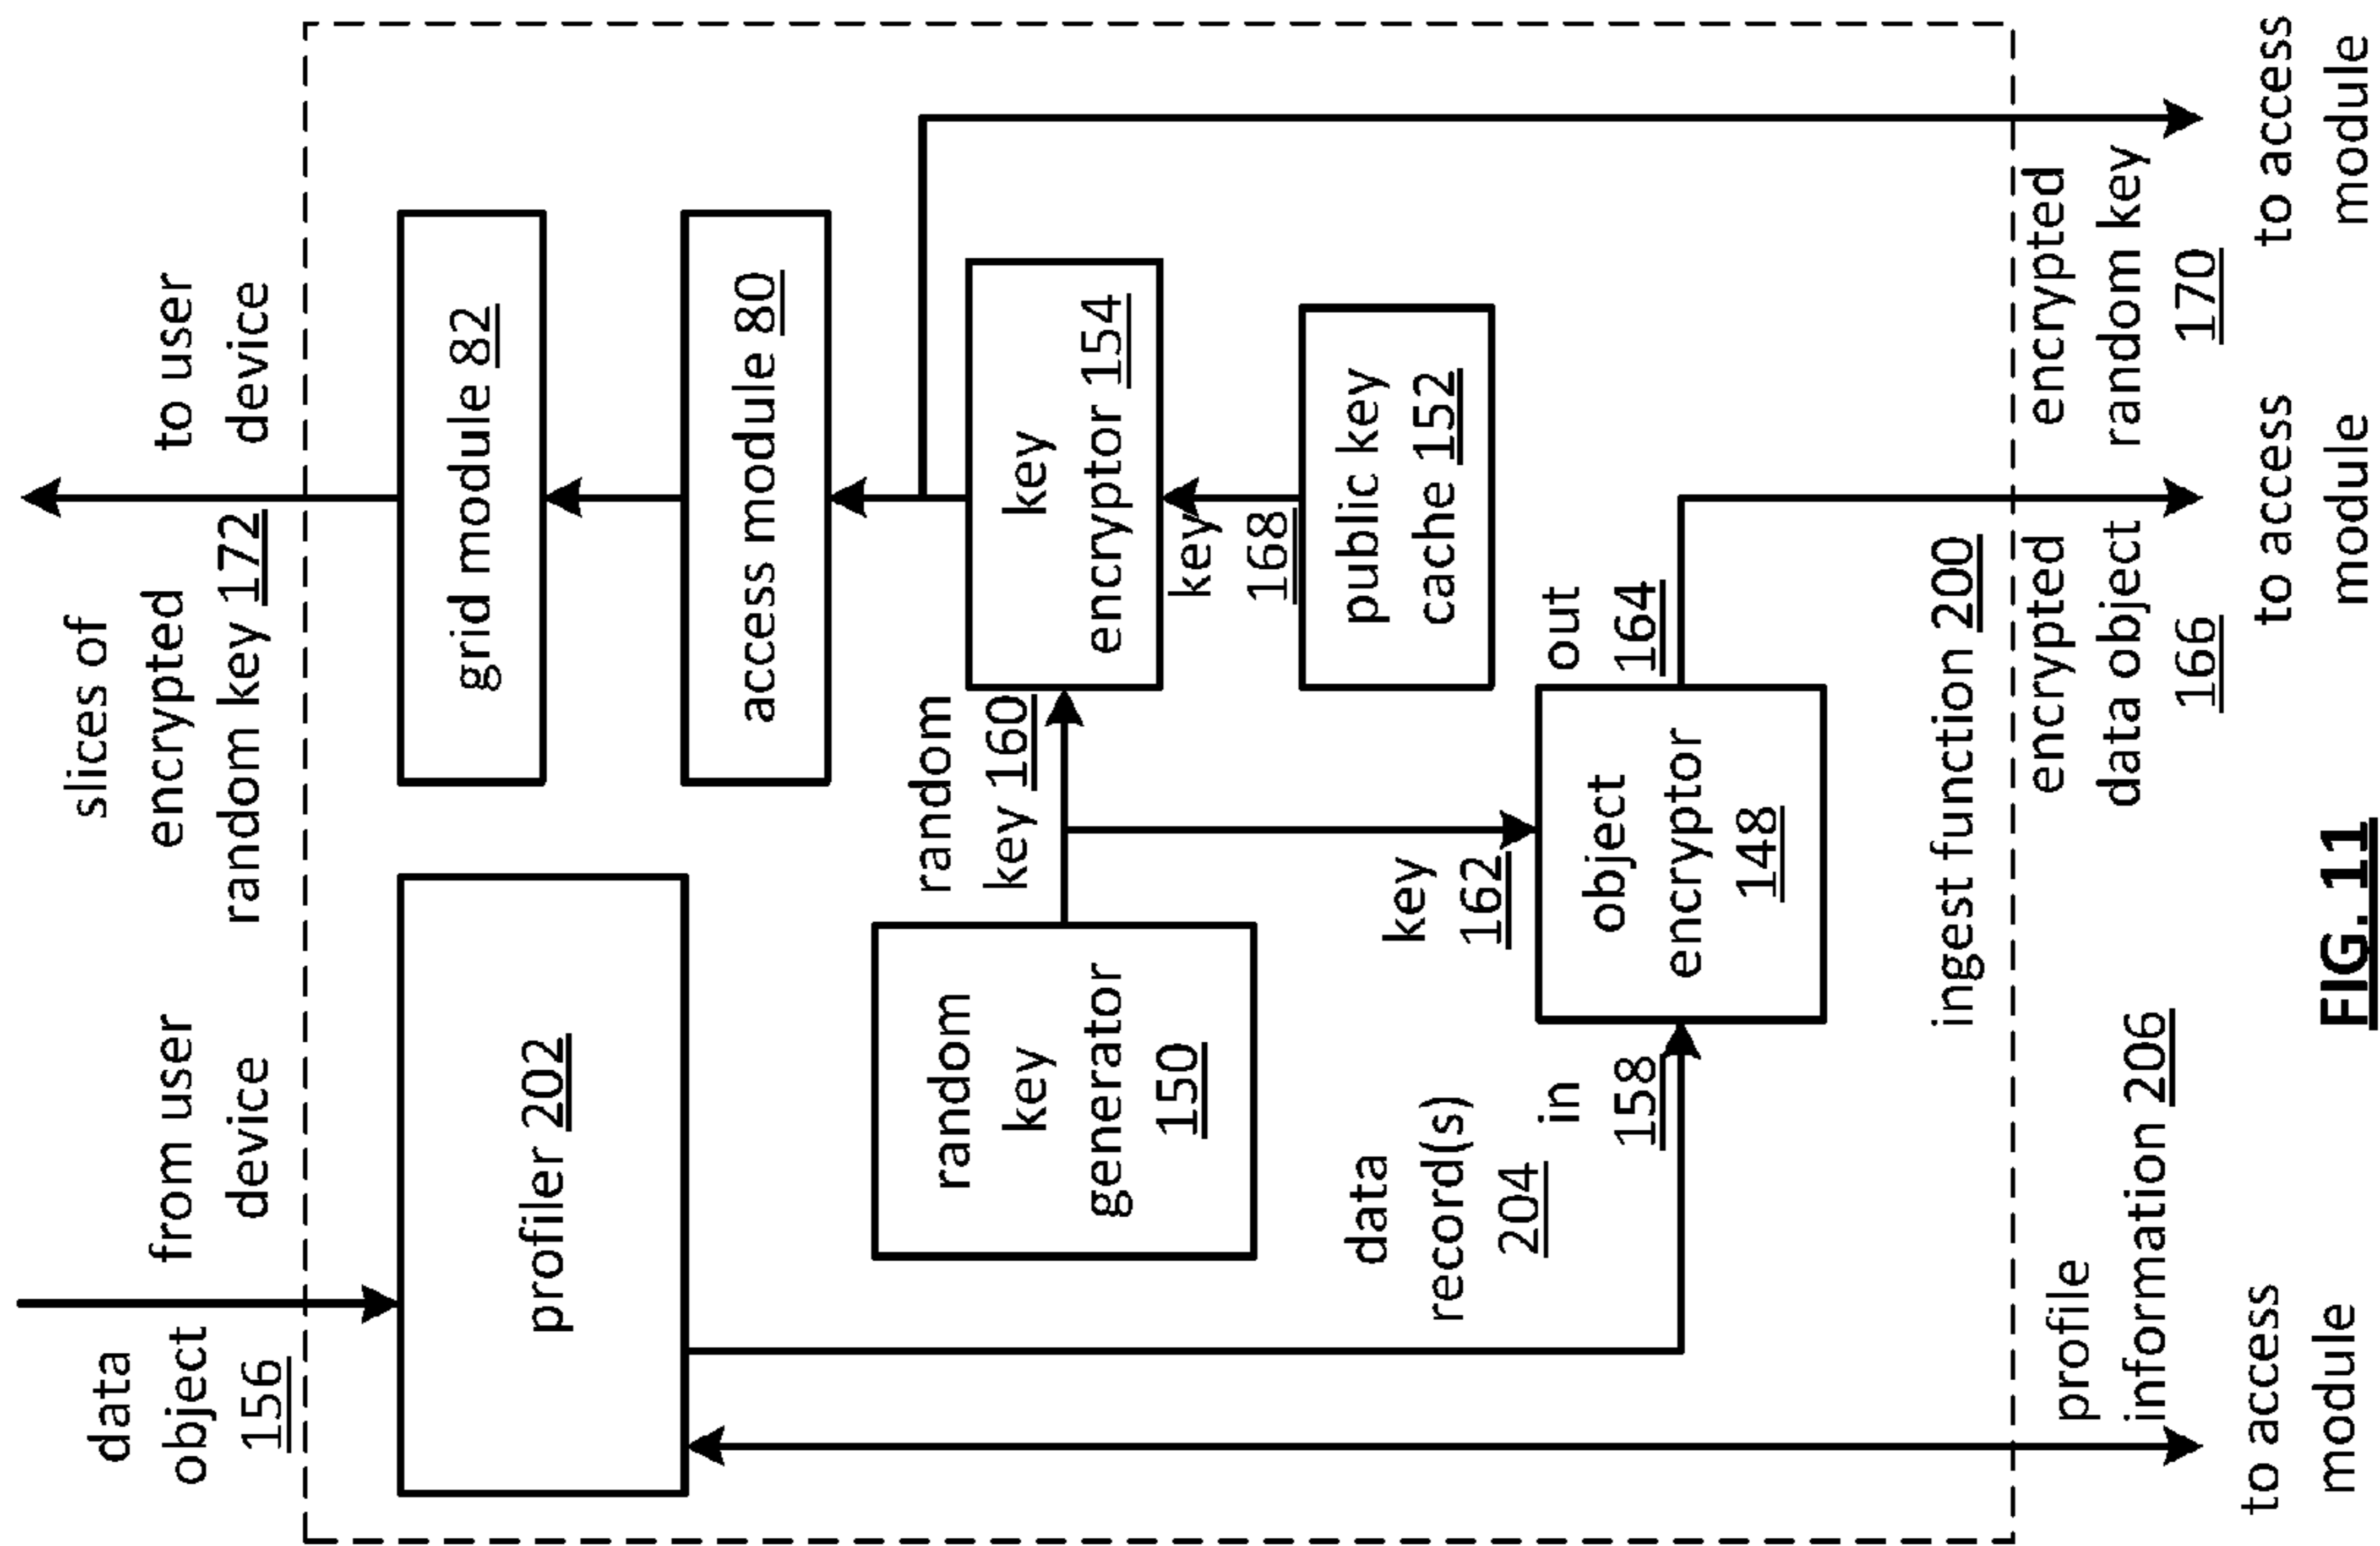 data
object
156
from user
device
slices of
encrypted
random key 172
to user
device
profiler 202
grid module 82
access module 80
random
key
generator
150
random
key 160
key
encryptor 154
key
168
public key
cache 152
key
162
data
record(s)
204
in
158
object
encryptor
148
out
164
ingest function 200
profile
information 206
to access
module
encrypted
data object
166
to access
module
encrypted
random key
170
to access
module
FIG. 11